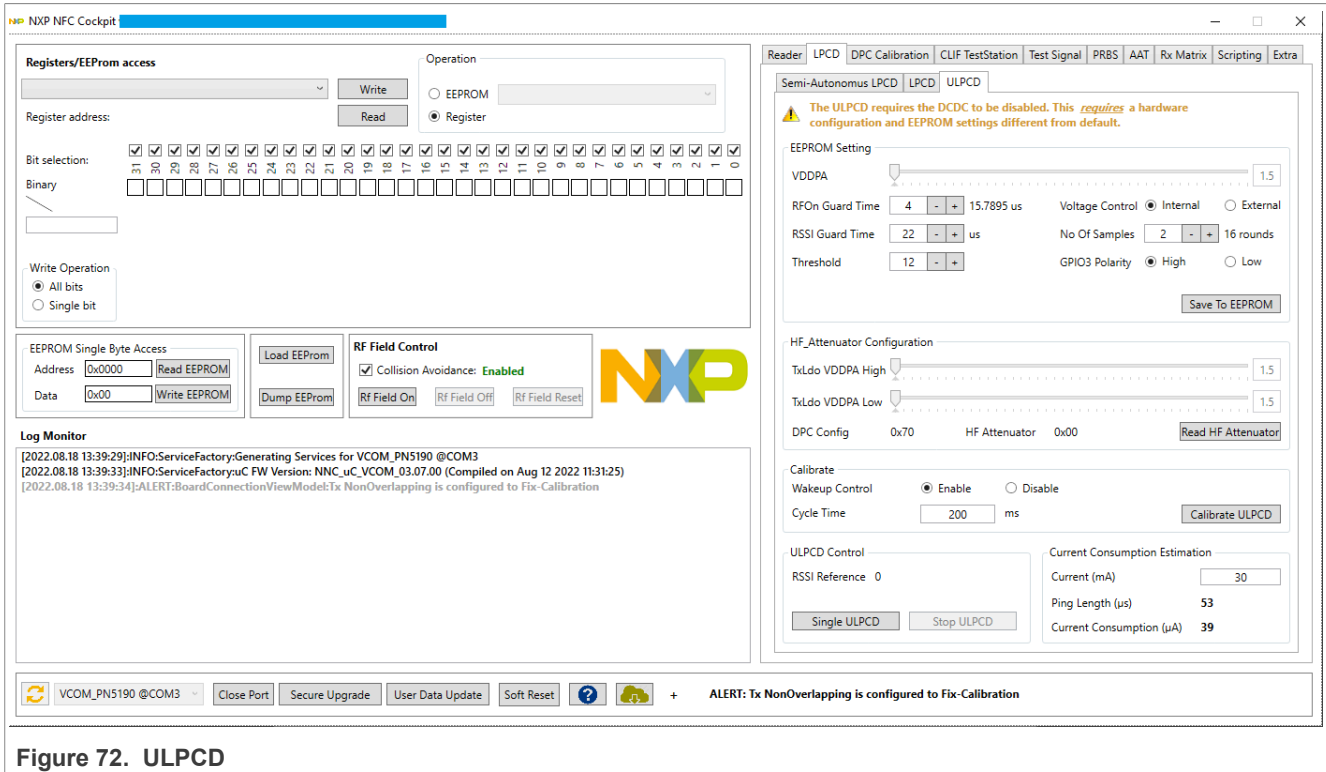 NXP NXP NFC Cockpit
Registers/EEProm access
Write
Register address:
Read
Operation
EEPROM
Register
Bit selection:
31 30 29 28 27 26 25 24 23 22 21 20 19 18 17 16 15 14 13 12 11 10 9 8 7 6 5 4 3 2 1 0
Binary
Write Operation
All bits
Single bit
EEPROM Single Byte Access
Address 0x0000 Read EEPROM
Data 0x00 Write EEPROM
Load EEProm
Dump EEProm
RF Field Control
Collision Avoidance: Enabled
Rf Field On Rf Field Off Rf Field Reset
NXP
Log Monitor
[2022.08.18 13:39:29]:INFO:ServiceFactory:Generating Services for VCOM_PN5190 @COM3
[2022.08.18 13:39:33]:INFO:ServiceFactory:uC FW Version: NNC_uC_VCOM_03.07.00 (Compiled on Aug 12 2022 11:31:25)
[2022.08.18 13:39:34]:ALERT:BoardConnectionViewModel:Tx NonOverlapping is configured to Fix-Calibration
Reader LPCD DPC Calibration CLIF TestStation Test Signal PRBS AAT Rx Matrix Scripting Extra
Semi-Autonomus LPCD LPCD ULPCD
The ULPCD requires the DCDC to be disabled. This requires a hardware
configuration and EEPROM settings different from default.
EEPROM Setting
VDDPA 1.5
RFOn Guard Time 4 - + 15.7895 us Voltage Control Internal External
RSSI Guard Time 22 - + us No Of Samples 2 - + 16 rounds
Threshold 12 - + GPIO3 Polarity High Low
Save To EEPROM
HF_Attenuator Configuration
TxLdo VDDPA High 1.5
TxLdo VDDPA Low 1.5
DPC Config 0x70 HF Attenuator 0x00 Read HF Attenuator
Calibrate
Wakeup Control Enable Disable
Cycle Time 200 ms Calibrate ULPCD
ULPCD Control
RSSI Reference 0
Single ULPCD Stop ULPCD
Current Consumption Estimation
Current (mA) 30
Ping Length (µs) 53
Current Consumption (µA) 39
VCOM_PN5190 @COM3 Close Port Secure Upgrade User Data Update Soft Reset ? + ALERT: Tx NonOverlapping is configured to Fix-Calibration
Figure 72. ULPCD